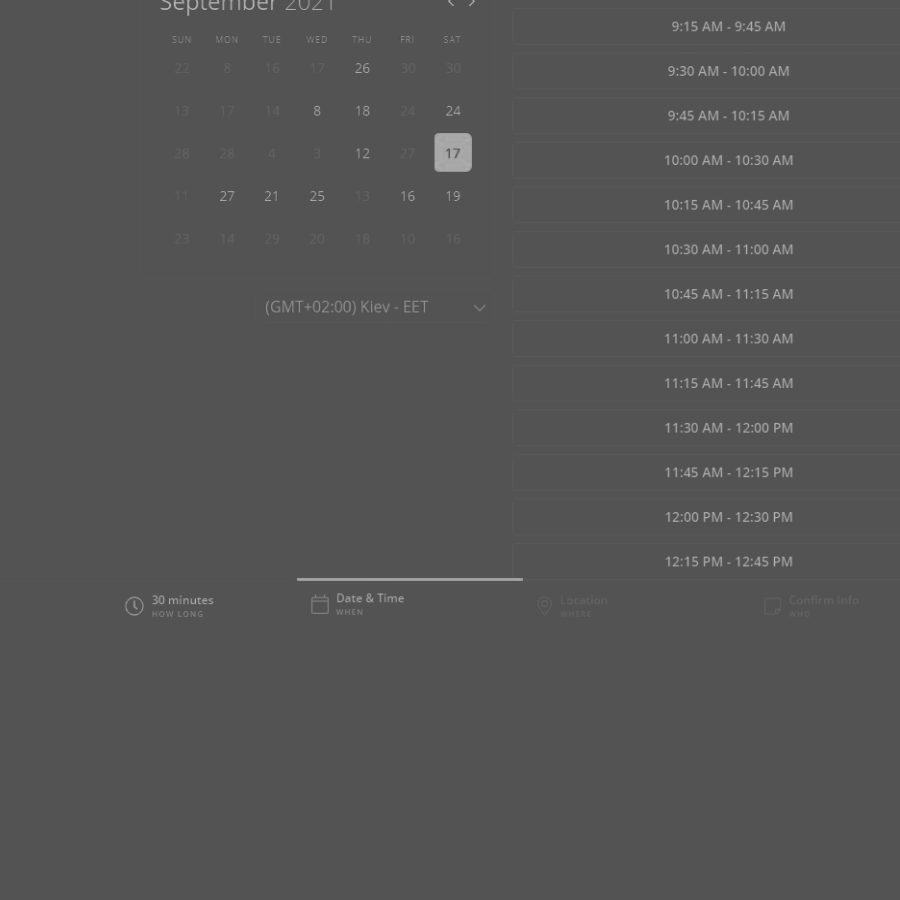 September 2021
SUN MON TUE WED THU FRI SAT
22 8 16 17 26 30 30
13 17 14 8 18 24 24
28 28 4 3 12 27 17
11 27 21 25 13 16 19
23 14 29 20 18 10 16
(GMT+02:00) Kiev - EET
9:15 AM - 9:45 AM
9:30 AM - 10:00 AM
9:45 AM - 10:15 AM
10:00 AM - 10:30 AM
10:15 AM - 10:45 AM
10:30 AM - 11:00 AM
10:45 AM - 11:15 AM
11:00 AM - 11:30 AM
11:15 AM - 11:45 AM
11:30 AM - 12:00 PM
11:45 AM - 12:15 PM
12:00 PM - 12:30 PM
12:15 PM - 12:45 PM
30 minutes
HOW LONG
Date & Time
WHEN
Location
WHERE
Confirm Info
WHO